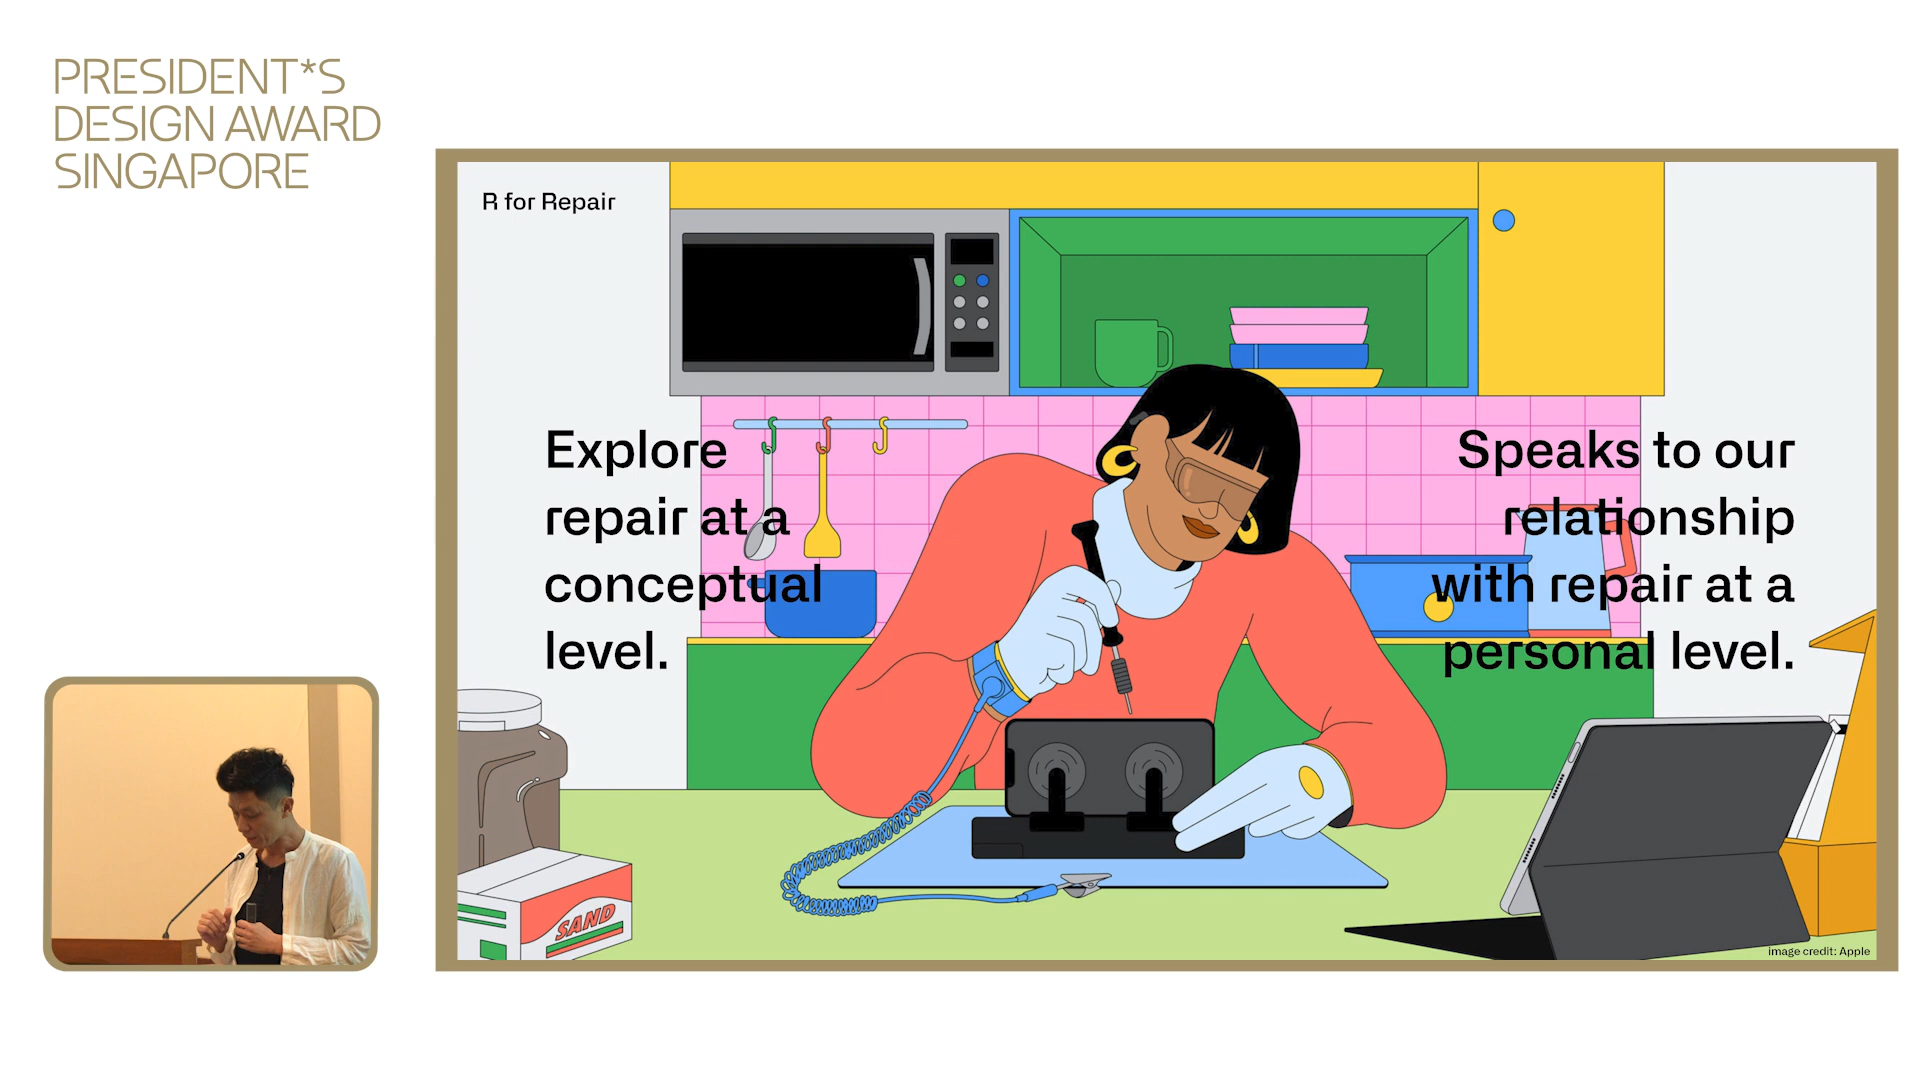 PRESIDENT*S
DESIGN AWARD
SINGAPORE
R for Repair
Explore
repair at a
conceptual
level.
Speaks to our
relationship
with repair at a
personal level.
SAND
image credit: Apple